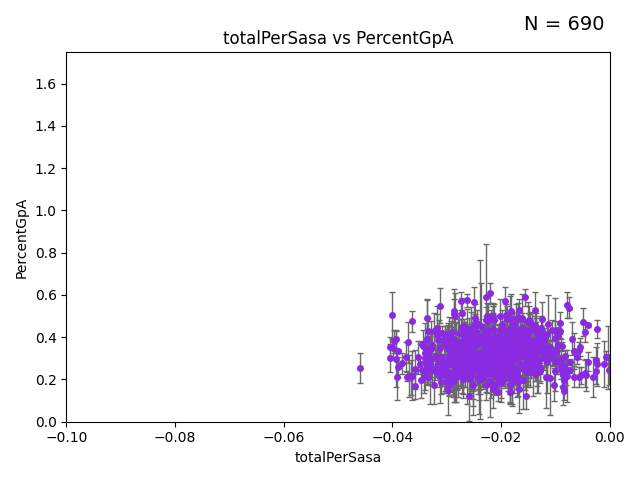 N = 690
totalPerSasa vs PercentGpA
PercentGpA
1.6
1.4
1.2
1.0
0.8
0.6
0.4
0.2
0.0
−0.10 −0.08 −0.06 −0.04 −0.02 0.00
totalPerSasa